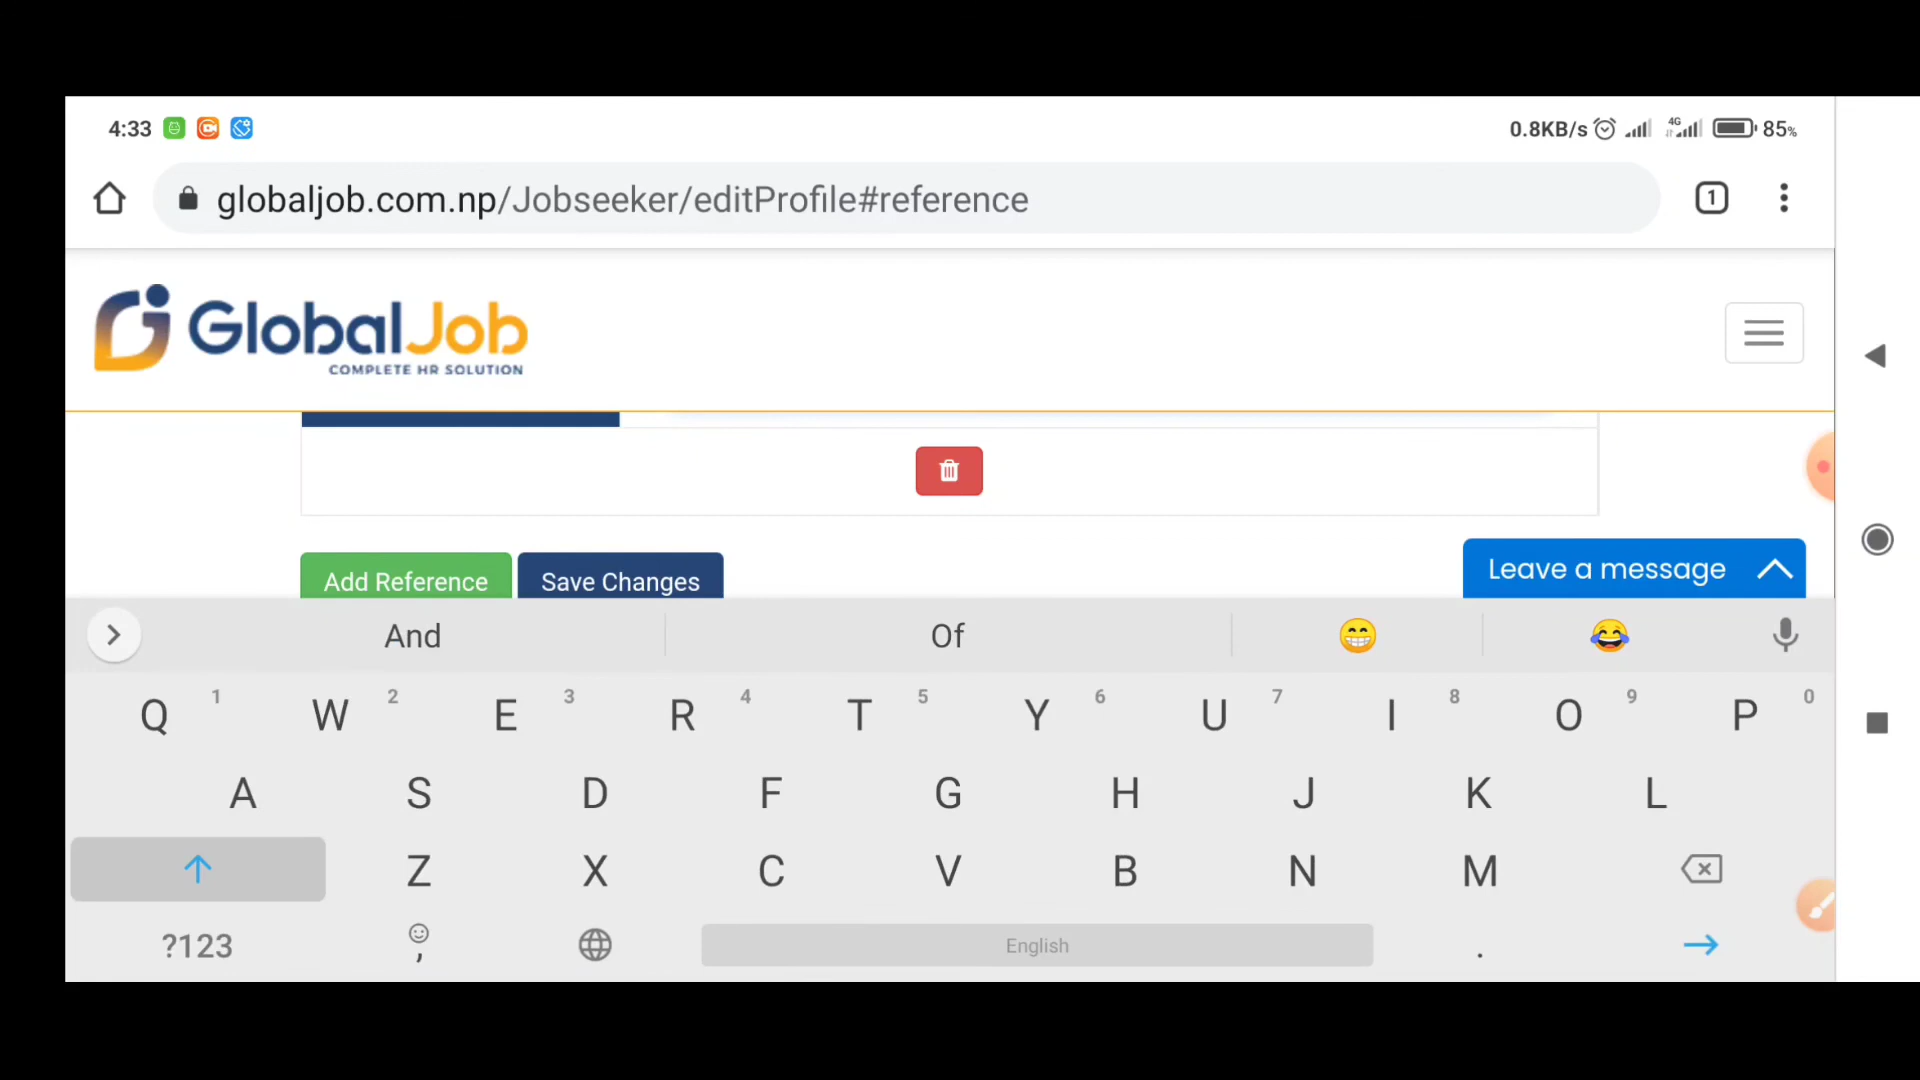 4:33 0.8KB/s 4G 85%
globaljob.com.np/Jobseeker/editProfile#reference 1
GlobalJob
COMPLETE HR SOLUTION
Add Reference Save Changes Leave a message
And Of
Q 1 W 2 E 3 R 4 T 5 Y 6 U 7 I 8 O 9 P 0
A S D F G H J K L
Z X C V B N M
?123 , English .